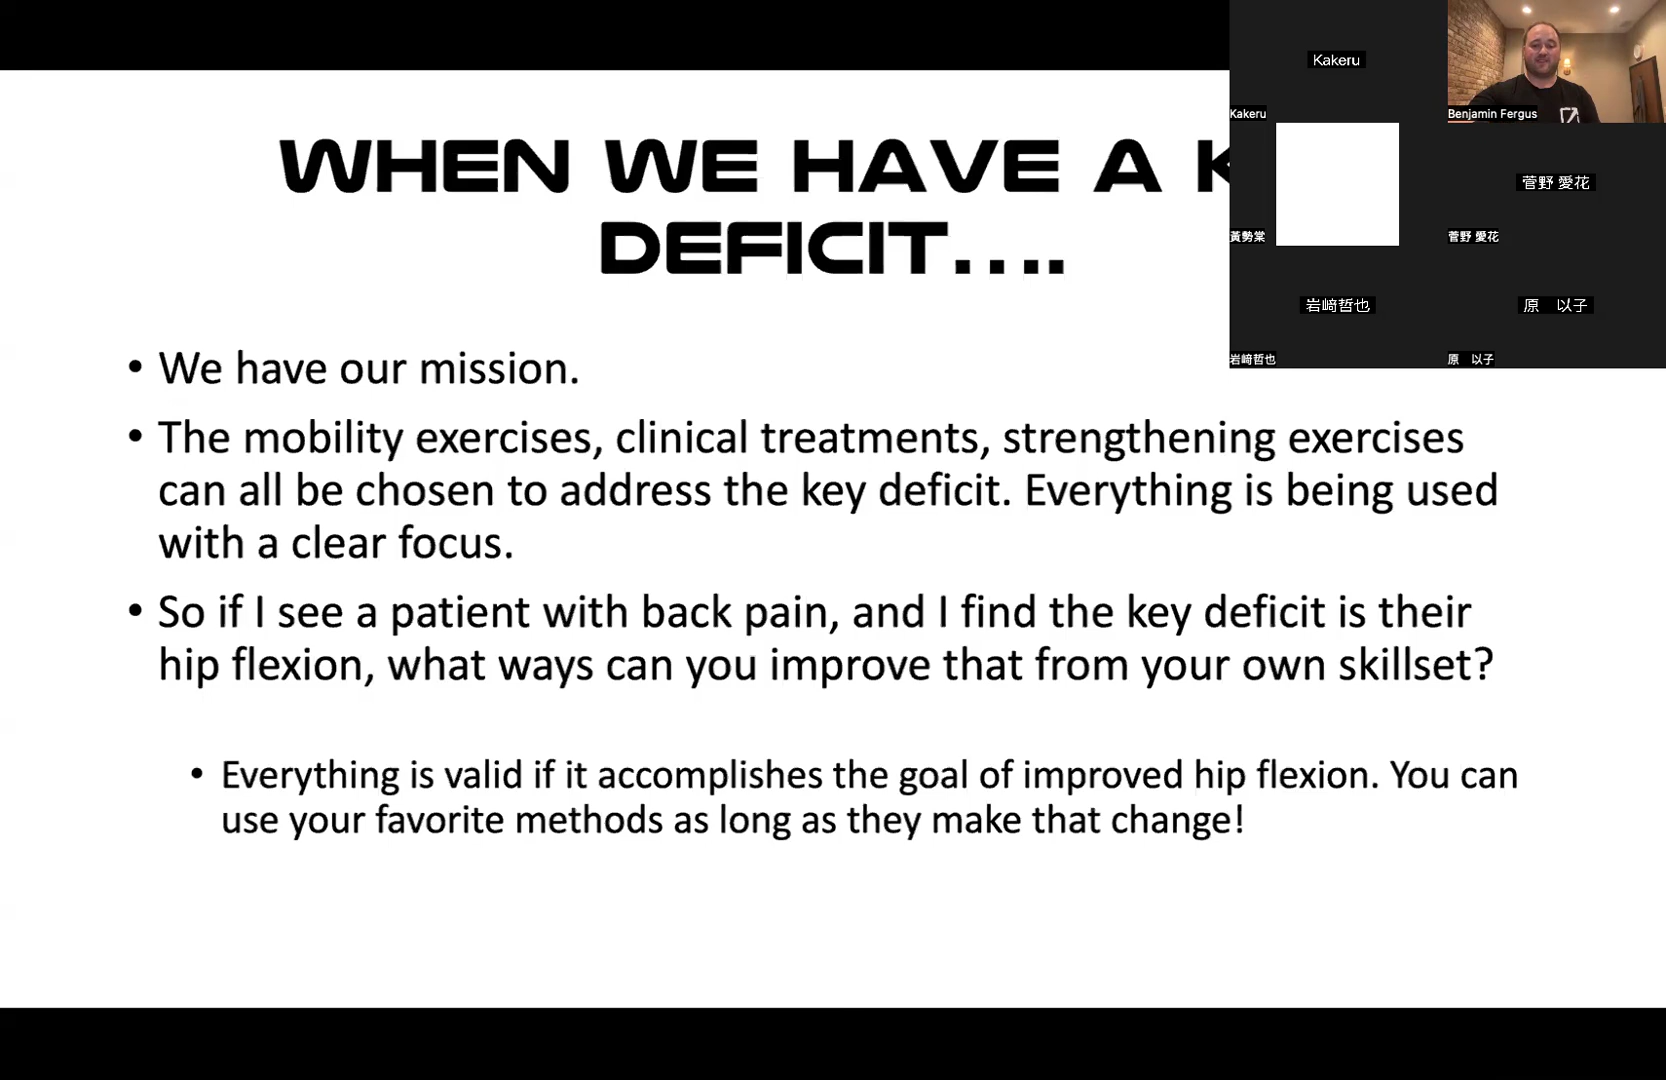 WHEN WE HAVE A
DEFICIT....
• We have our mission.
• The mobility exercises, clinical treatments, strengthening exercises
can all be chosen to address the key deficit. Everything is being used
with a clear focus.
• So if I see a patient with back pain, and I find the key deficit is their
hip flexion, what ways can you improve that from your own skillset?
• Everything is valid if it accomplishes the goal of improved hip flexion. You can
use your favorite methods as long as they make that change!
Kakeru
Kakeru
Benjamin Fergus
黃勢棠
菅野 愛花
菅野 愛花
岩﨑哲也
岩﨑哲也
原　以子
原　以子